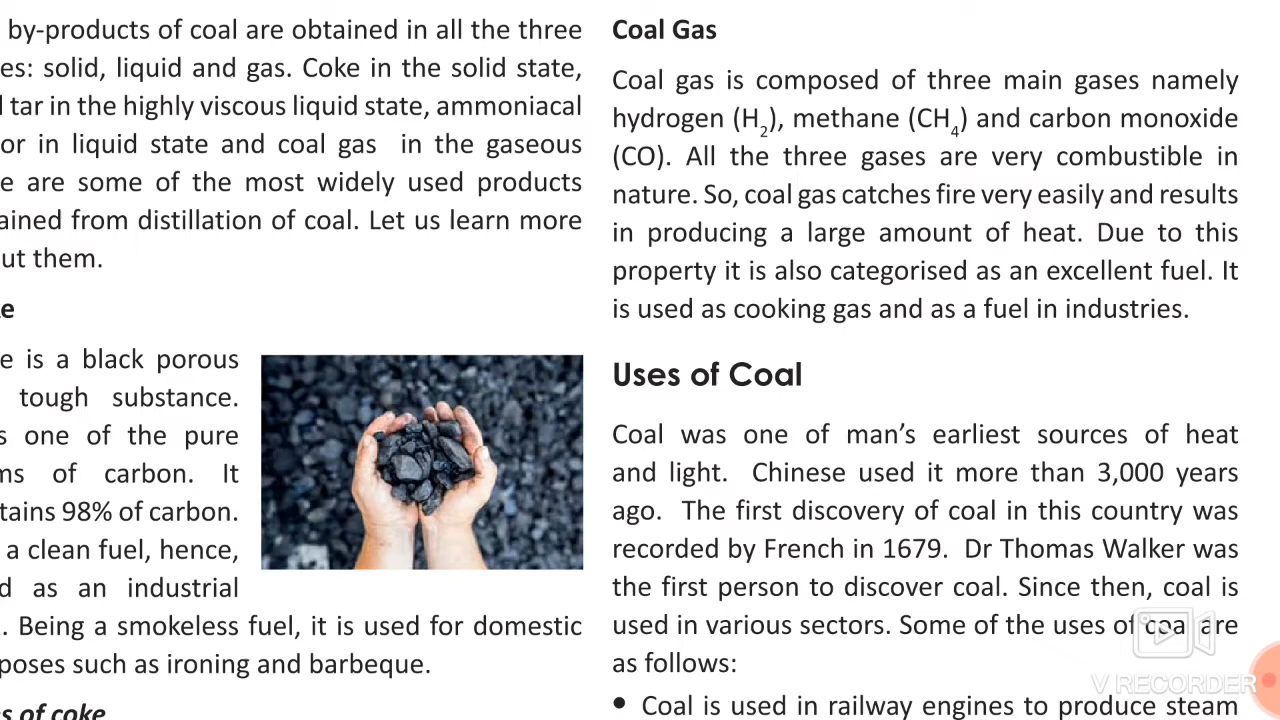 by-products of coal are obtained in all the three
es: solid, liquid and gas. Coke in the solid state,
l tar in the highly viscous liquid state, ammoniacal
or in liquid state and coal gas in the gaseous
e are some of the most widely used products
ained from distillation of coal. Let us learn more
ut them.
ke
e is a black porous
tough substance.
s one of the pure
ms of carbon. It
tains 98% of carbon.
a clean fuel, hence,
d as an industrial
. Being a smokeless fuel, it is used for domestic
poses such as ironing and barbeque.
s of coke
Coal Gas
Coal gas is composed of three main gases namely
hydrogen (H₂), methane (CH₄) and carbon monoxide
(CO). All the three gases are very combustible in
nature. So, coal gas catches fire very easily and results
in producing a large amount of heat. Due to this
property it is also categorised as an excellent fuel. It
is used as cooking gas and as a fuel in industries.
Uses of Coal
Coal was one of man’s earliest sources of heat
and light. Chinese used it more than 3,000 years
ago. The first discovery of coal in this country was
recorded by French in 1679. Dr Thomas Walker was
the first person to discover coal. Since then, coal is
used in various sectors. Some of the uses of coal are
as follows:
• Coal is used in railway engines to produce steam
V RECORDER